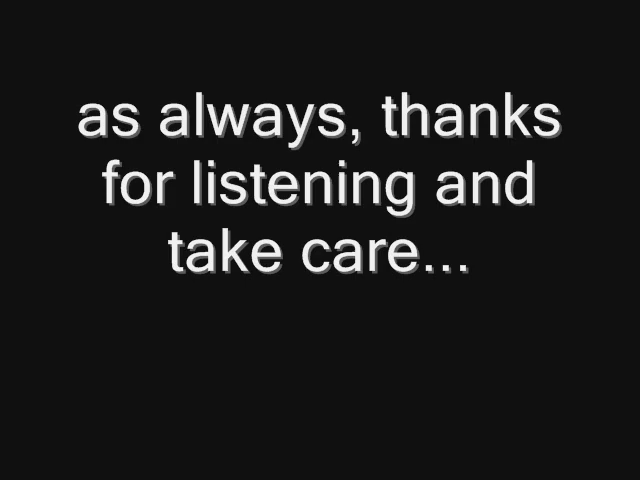 as always, thanks
for listening and
take care...